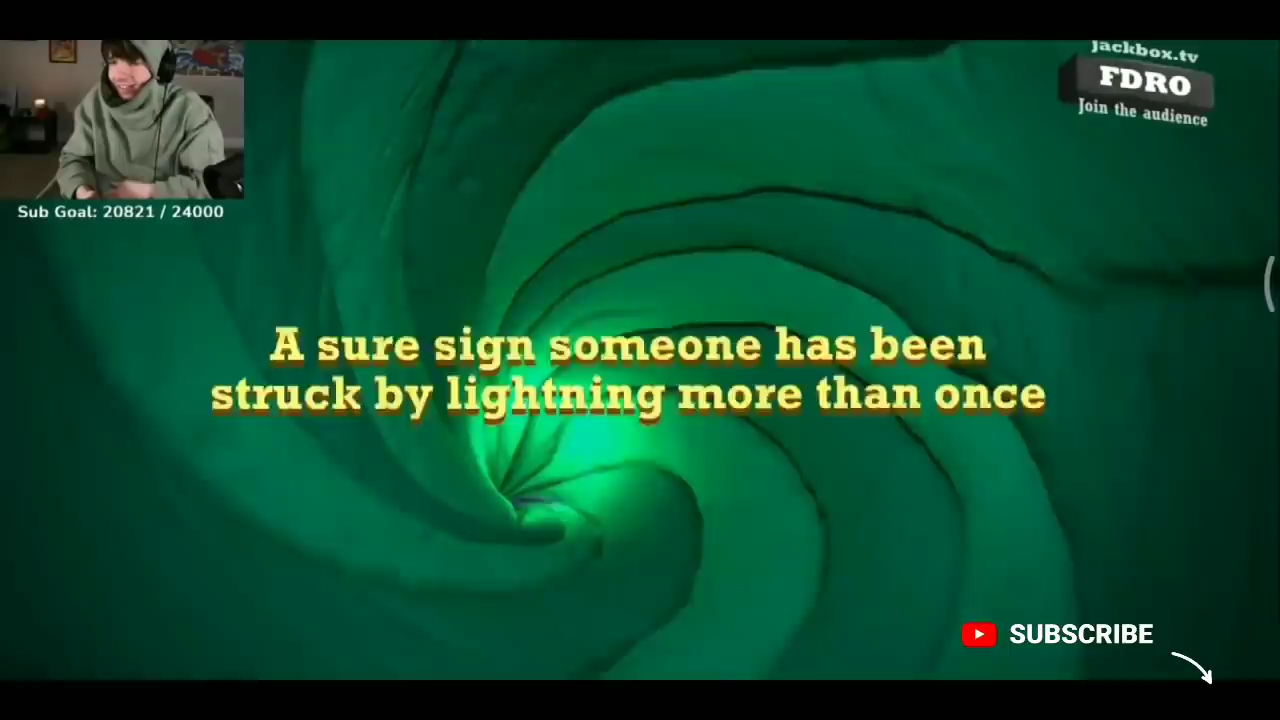 jackbox.tv
FDRO
Join the audience
Sub Goal: 20821 / 24000
A sure sign someone has been
struck by lightning more than once
SUBSCRIBE